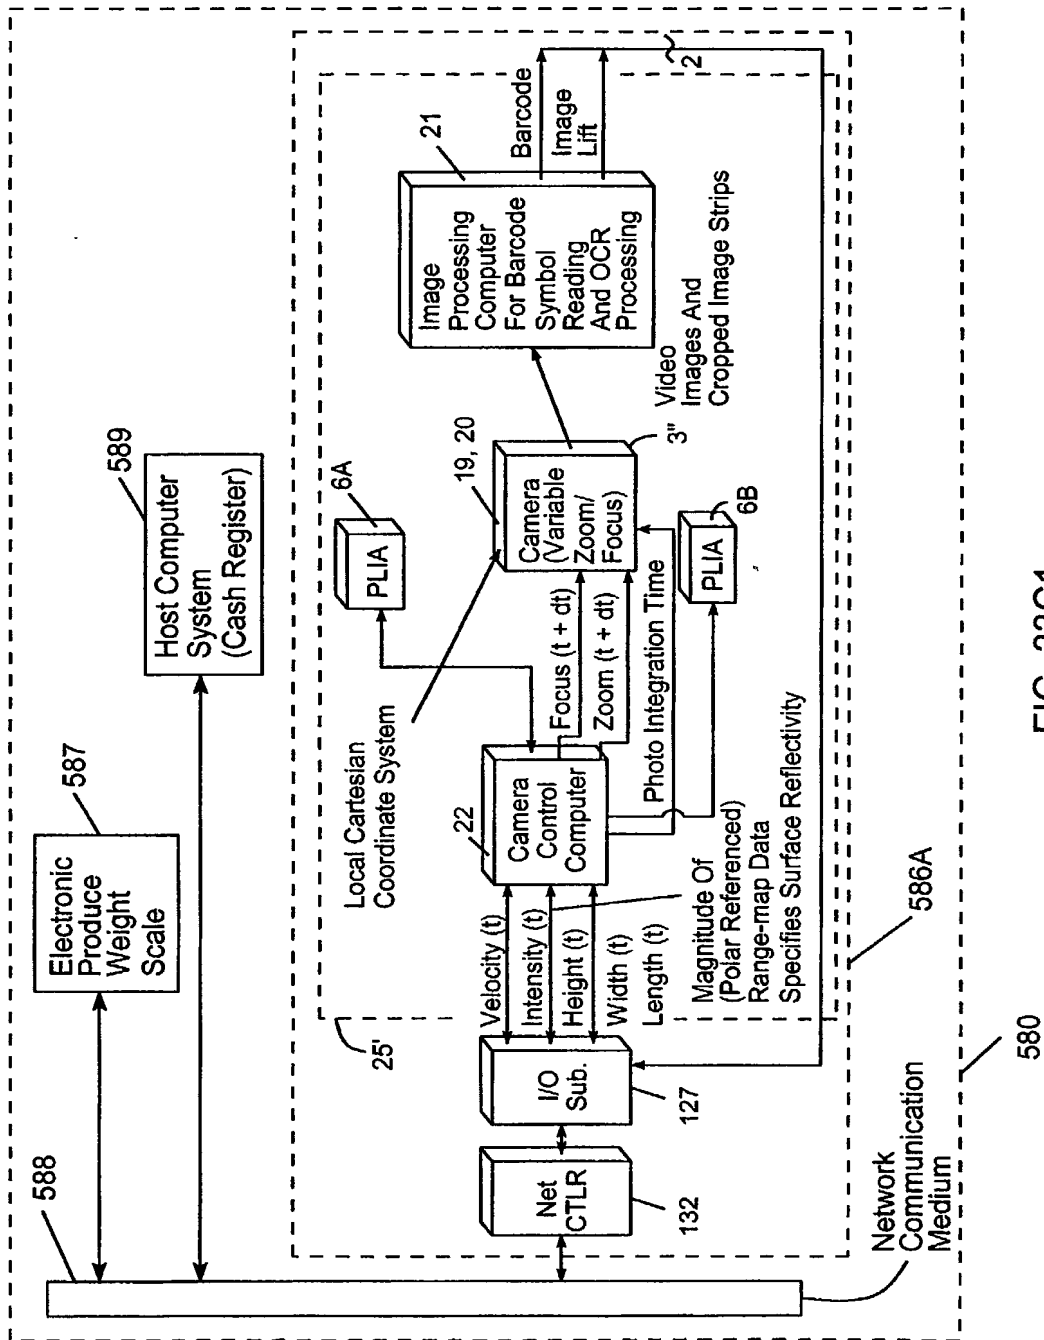 588
587
Electronic
Produce
Weight
Scale
589
Host Computer
System
(Cash Register)
25'
Local Cartesian
Coordinate System
6A
PLIA
19, 20
Camera
(Variable
Zoom/
Focus)
3"
21
Image
Processing
Computer
For Barcode
Symbol
Reading
And OCR
Processing
Barcode
Image
Lift
2
Video
Images And
Cropped Image Strips
22
Camera
Control
Computer
Focus (t + dt)
Zoom (t + dt)
Photo Integration Time
6B
PLIA
Velocity (t)
Intensity (t)
Height (t)
Width (t)
Length (t)
Magnitude Of
(Polar Referenced)
Range-map Data
Specifies Surface Reflectivity
I/O
Sub.
127
Net
CTLR
132
586A
Network
Communication
Medium
580